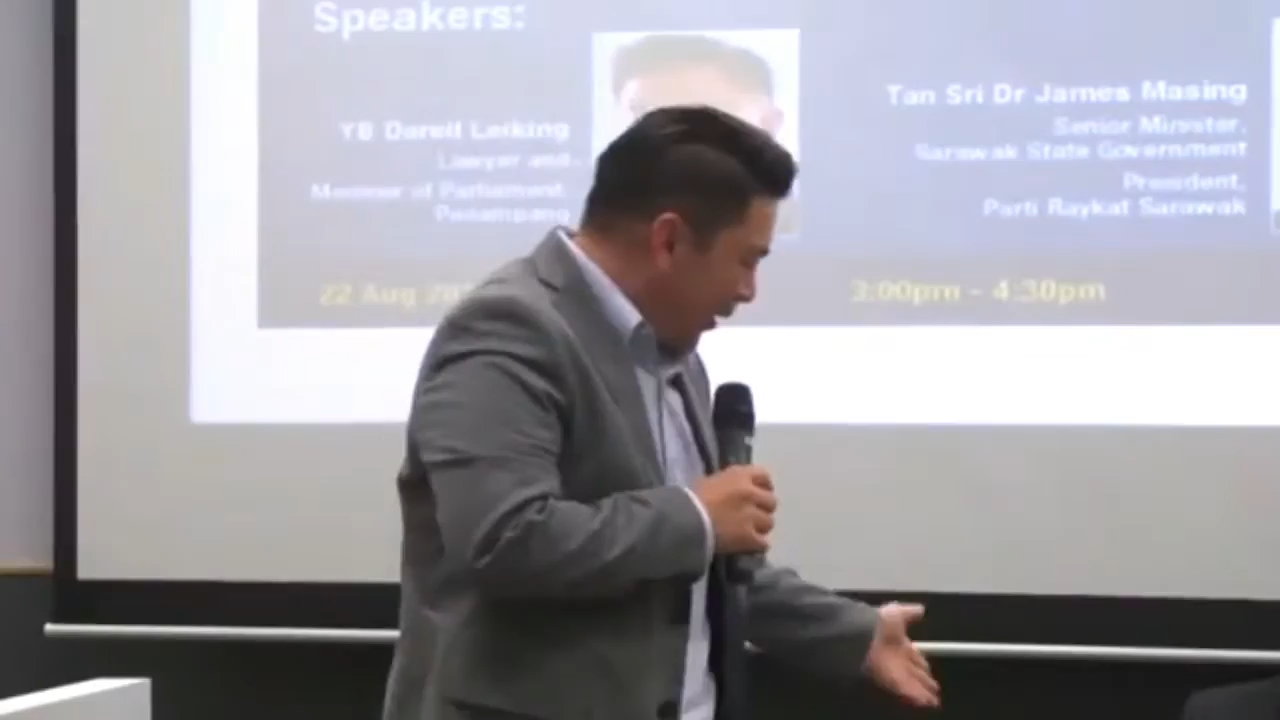 Speakers:
YB Darell Leiking
Lawyer and
Member of Parliament,
Penampang
Tan Sri Dr James Masing
Senior Minister,
Sarawak State Government
President,
Parti Raykat Sarawak
22 Aug
3:00pm - 4:30pm